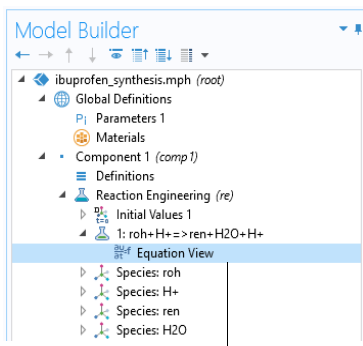 Model Builder
ibuprofen_synthesis.mph (root)
Global Definitions
Pi Parameters 1
Materials
Component 1 (comp1)
Definitions
Reaction Engineering (re)
Initial Values 1
1: roh+H+=>ren+H2O+H+
Equation View
Species: roh
Species: H+
Species: ren
Species: H2O